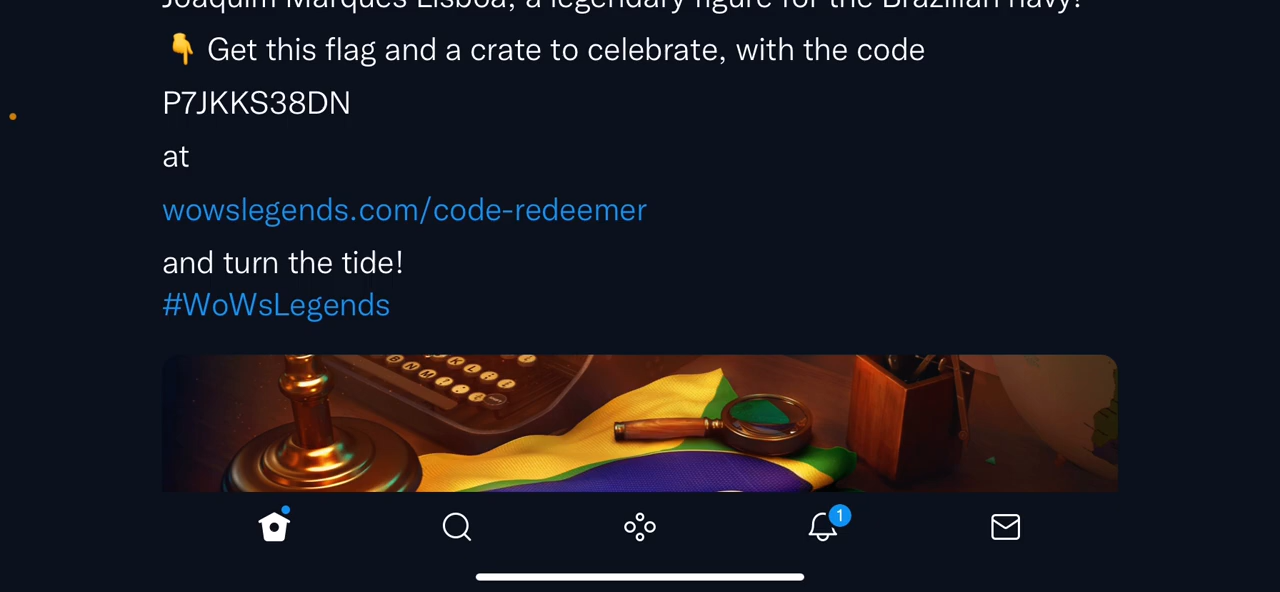 Joaquim Marques Lisboa, a legendary figure for the Brazilian navy!
👇 Get this flag and a crate to celebrate, with the code
P7JKKS38DN
at
wowslegends.com/code-redeemer
and turn the tide!
#WoWsLegends
1